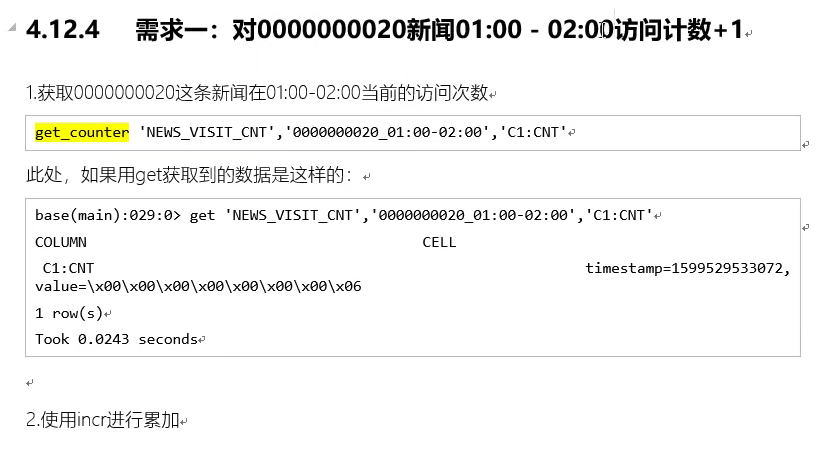 4.12.4 需求一：对0000000020新闻01:00 - 02:00访问计数+1
1.获取0000000020这条新闻在01:00-02:00当前的访问次数
get_counter 'NEWS_VISIT_CNT','0000000020_01:00-02:00','C1:CNT'
此处，如果用get获取到的数据是这样的：
base(main):029:0> get 'NEWS_VISIT_CNT','0000000020_01:00-02:00','C1:CNT'
COLUMN CELL
C1:CNT timestamp=1599529533072,
value=\x00\x00\x00\x00\x00\x00\x00\x06
1 row(s)
Took 0.0243 seconds
2.使用incr进行累加